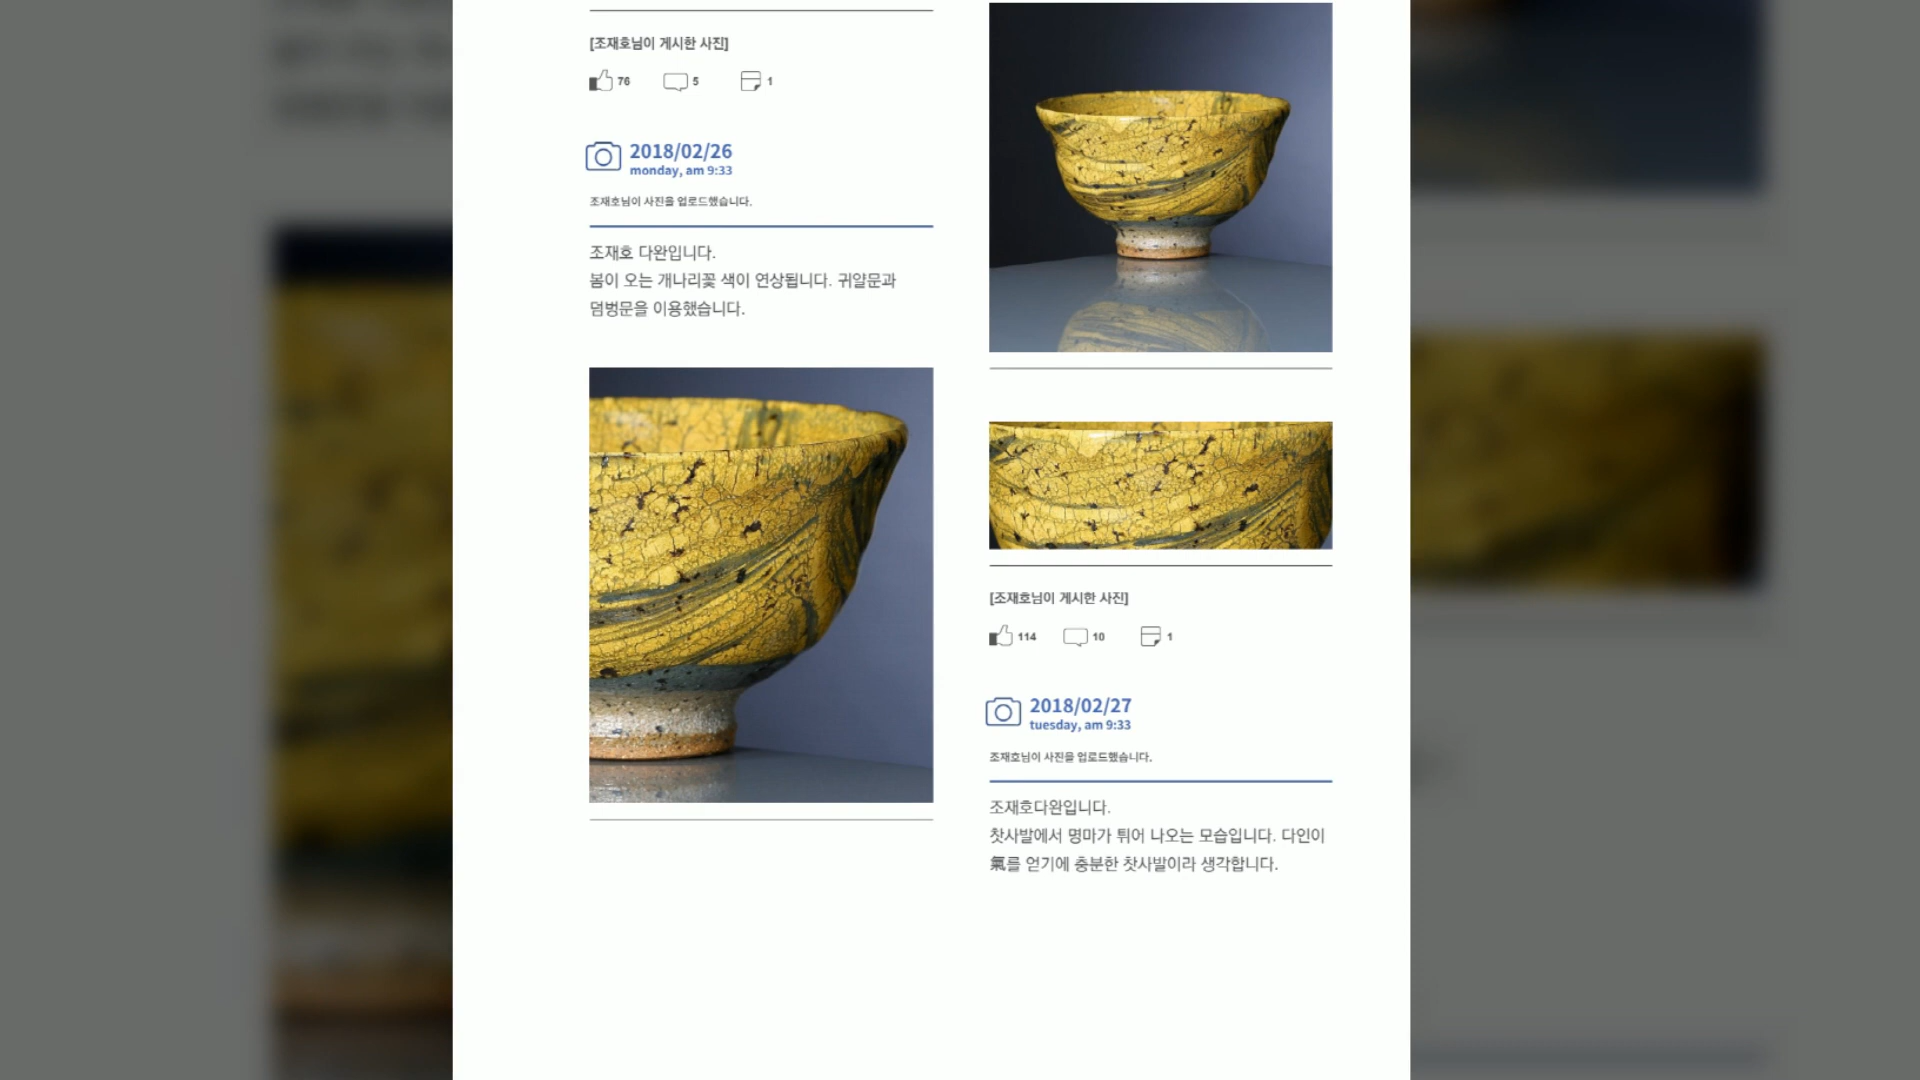 [조재호님이 게시한 사진]
76 5 1
2018/02/26
monday, am 9:33
조재호님이 사진을 업로드했습니다.
조재호 다완입니다.
봄이 오는 개나리꽃 색이 연상됩니다. 귀얄문과
덤벙문을 이용했습니다.
[조재호님이 게시한 사진]
114 10 1
2018/02/27
tuesday, am 9:33
조재호님이 사진을 업로드했습니다.
조재호다완입니다.
찻사발에서 명마가 튀어 나오는 모습입니다. 다인이
氣를 얻기에 충분한 찻사발이라 생각합니다.